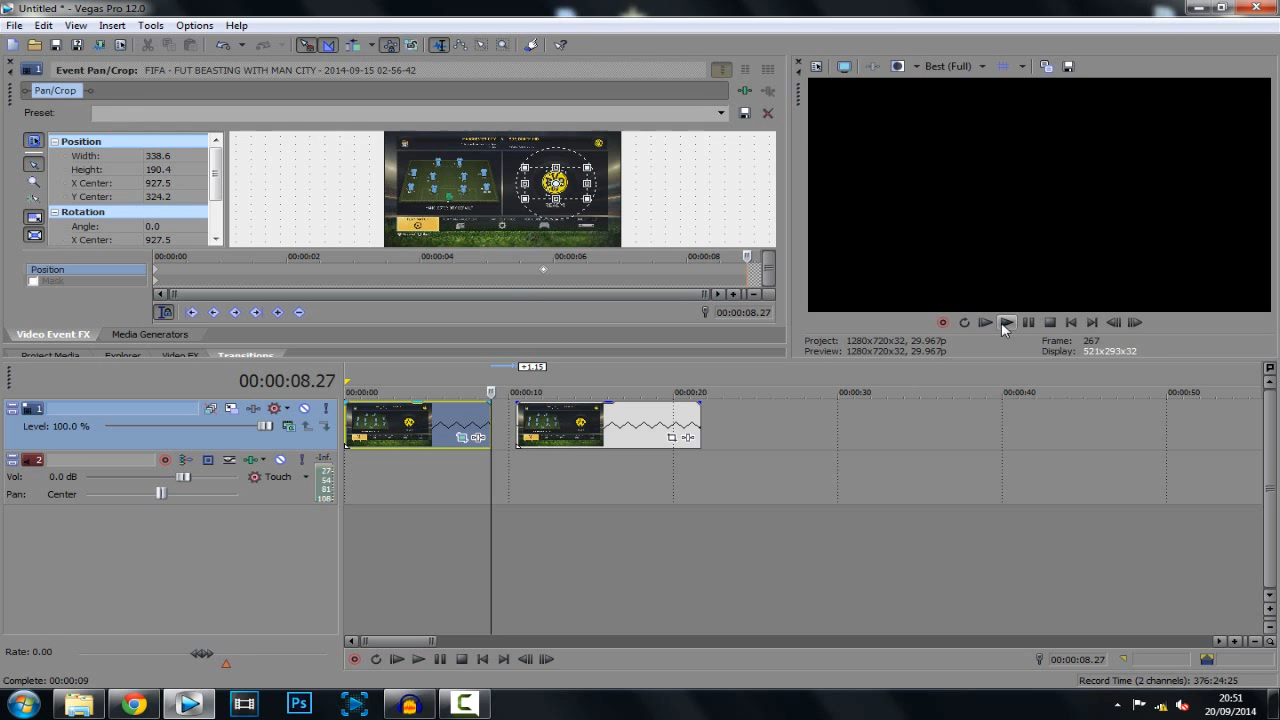 Untitled * - Vegas Pro 12.0
File Edit View Insert Tools Options Help
1 Event Pan/Crop: FIFA - FUT BEASTING WITH MAN CITY - 2014-09-15 02-56-42
Best (Full)
Pan/Crop
Preset:
Position
Width: 338.6
Height: 190.4
X Center: 927.5
Y Center: 324.2
Rotation
Angle: 0.0
X Center: 927.5
00:00:00 00:00:02 00:00:04 00:00:06 00:00:08
Position
Mask
00:00:08.27
Video Event FX Media Generators
Project: 1280x720x32, 29.967p Frame: 267
Preview: 1280x720x32, 29.967p Display: 521x293x32
Project Media Explorer Video FX Transitions
+1.15
00:00:08.27
00:00:00 00:00:10 00:00:20 00:00:30 00:00:40 00:00:50
1
Level: 100.0 %
2 -Inf.
Vol: 0.0 dB Touch 27-
54-
81-
Pan: Center 108-
Rate: 0.00
00:00:08.27
Complete: 00:00:09 Record Time (2 channels): 376:24:25
Ps
20:51
20/09/2014